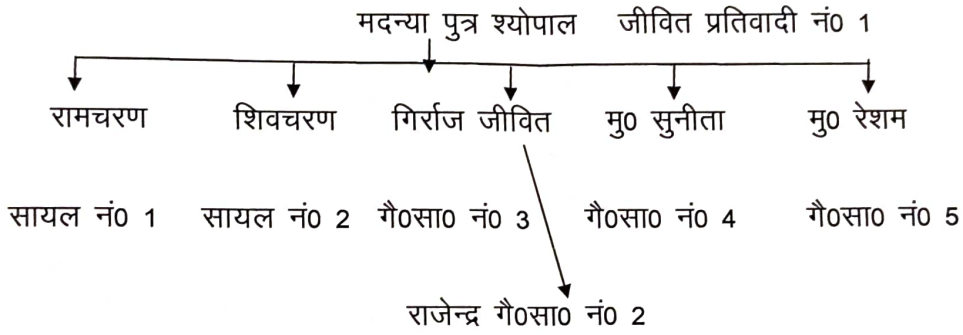 मदन्या पुत्र श्योपाल जीवित प्रतिवादी नं0 1
रामचरण शिवचरण गिर्राज जीवित मु0 सुनीता मु0 रेशम
सायल नं0 1 सायल नं0 2 गै0सा0 नं0 3 गै0सा0 नं0 4 गै0सा0 नं0 5
राजेन्द्र गै0सा0 नं0 2